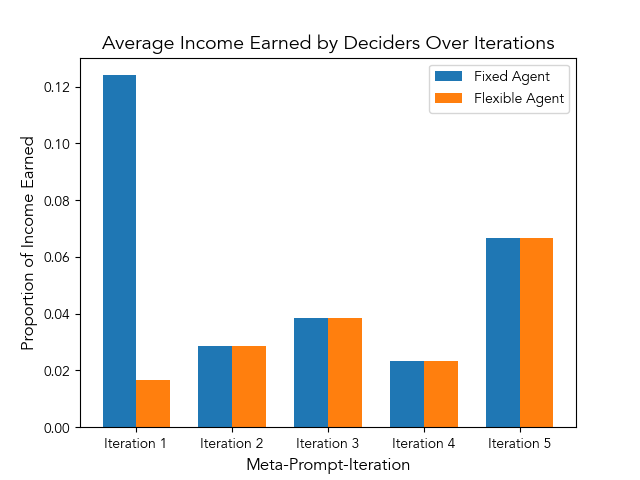 Average Income Earned by Deciders Over Iterations
Fixed Agent
Flexible Agent
Proportion of Income Earned
0.12
0.10
0.08
0.06
0.04
0.02
0.00
Iteration 1 Iteration 2 Iteration 3 Iteration 4 Iteration 5
Meta-Prompt-Iteration